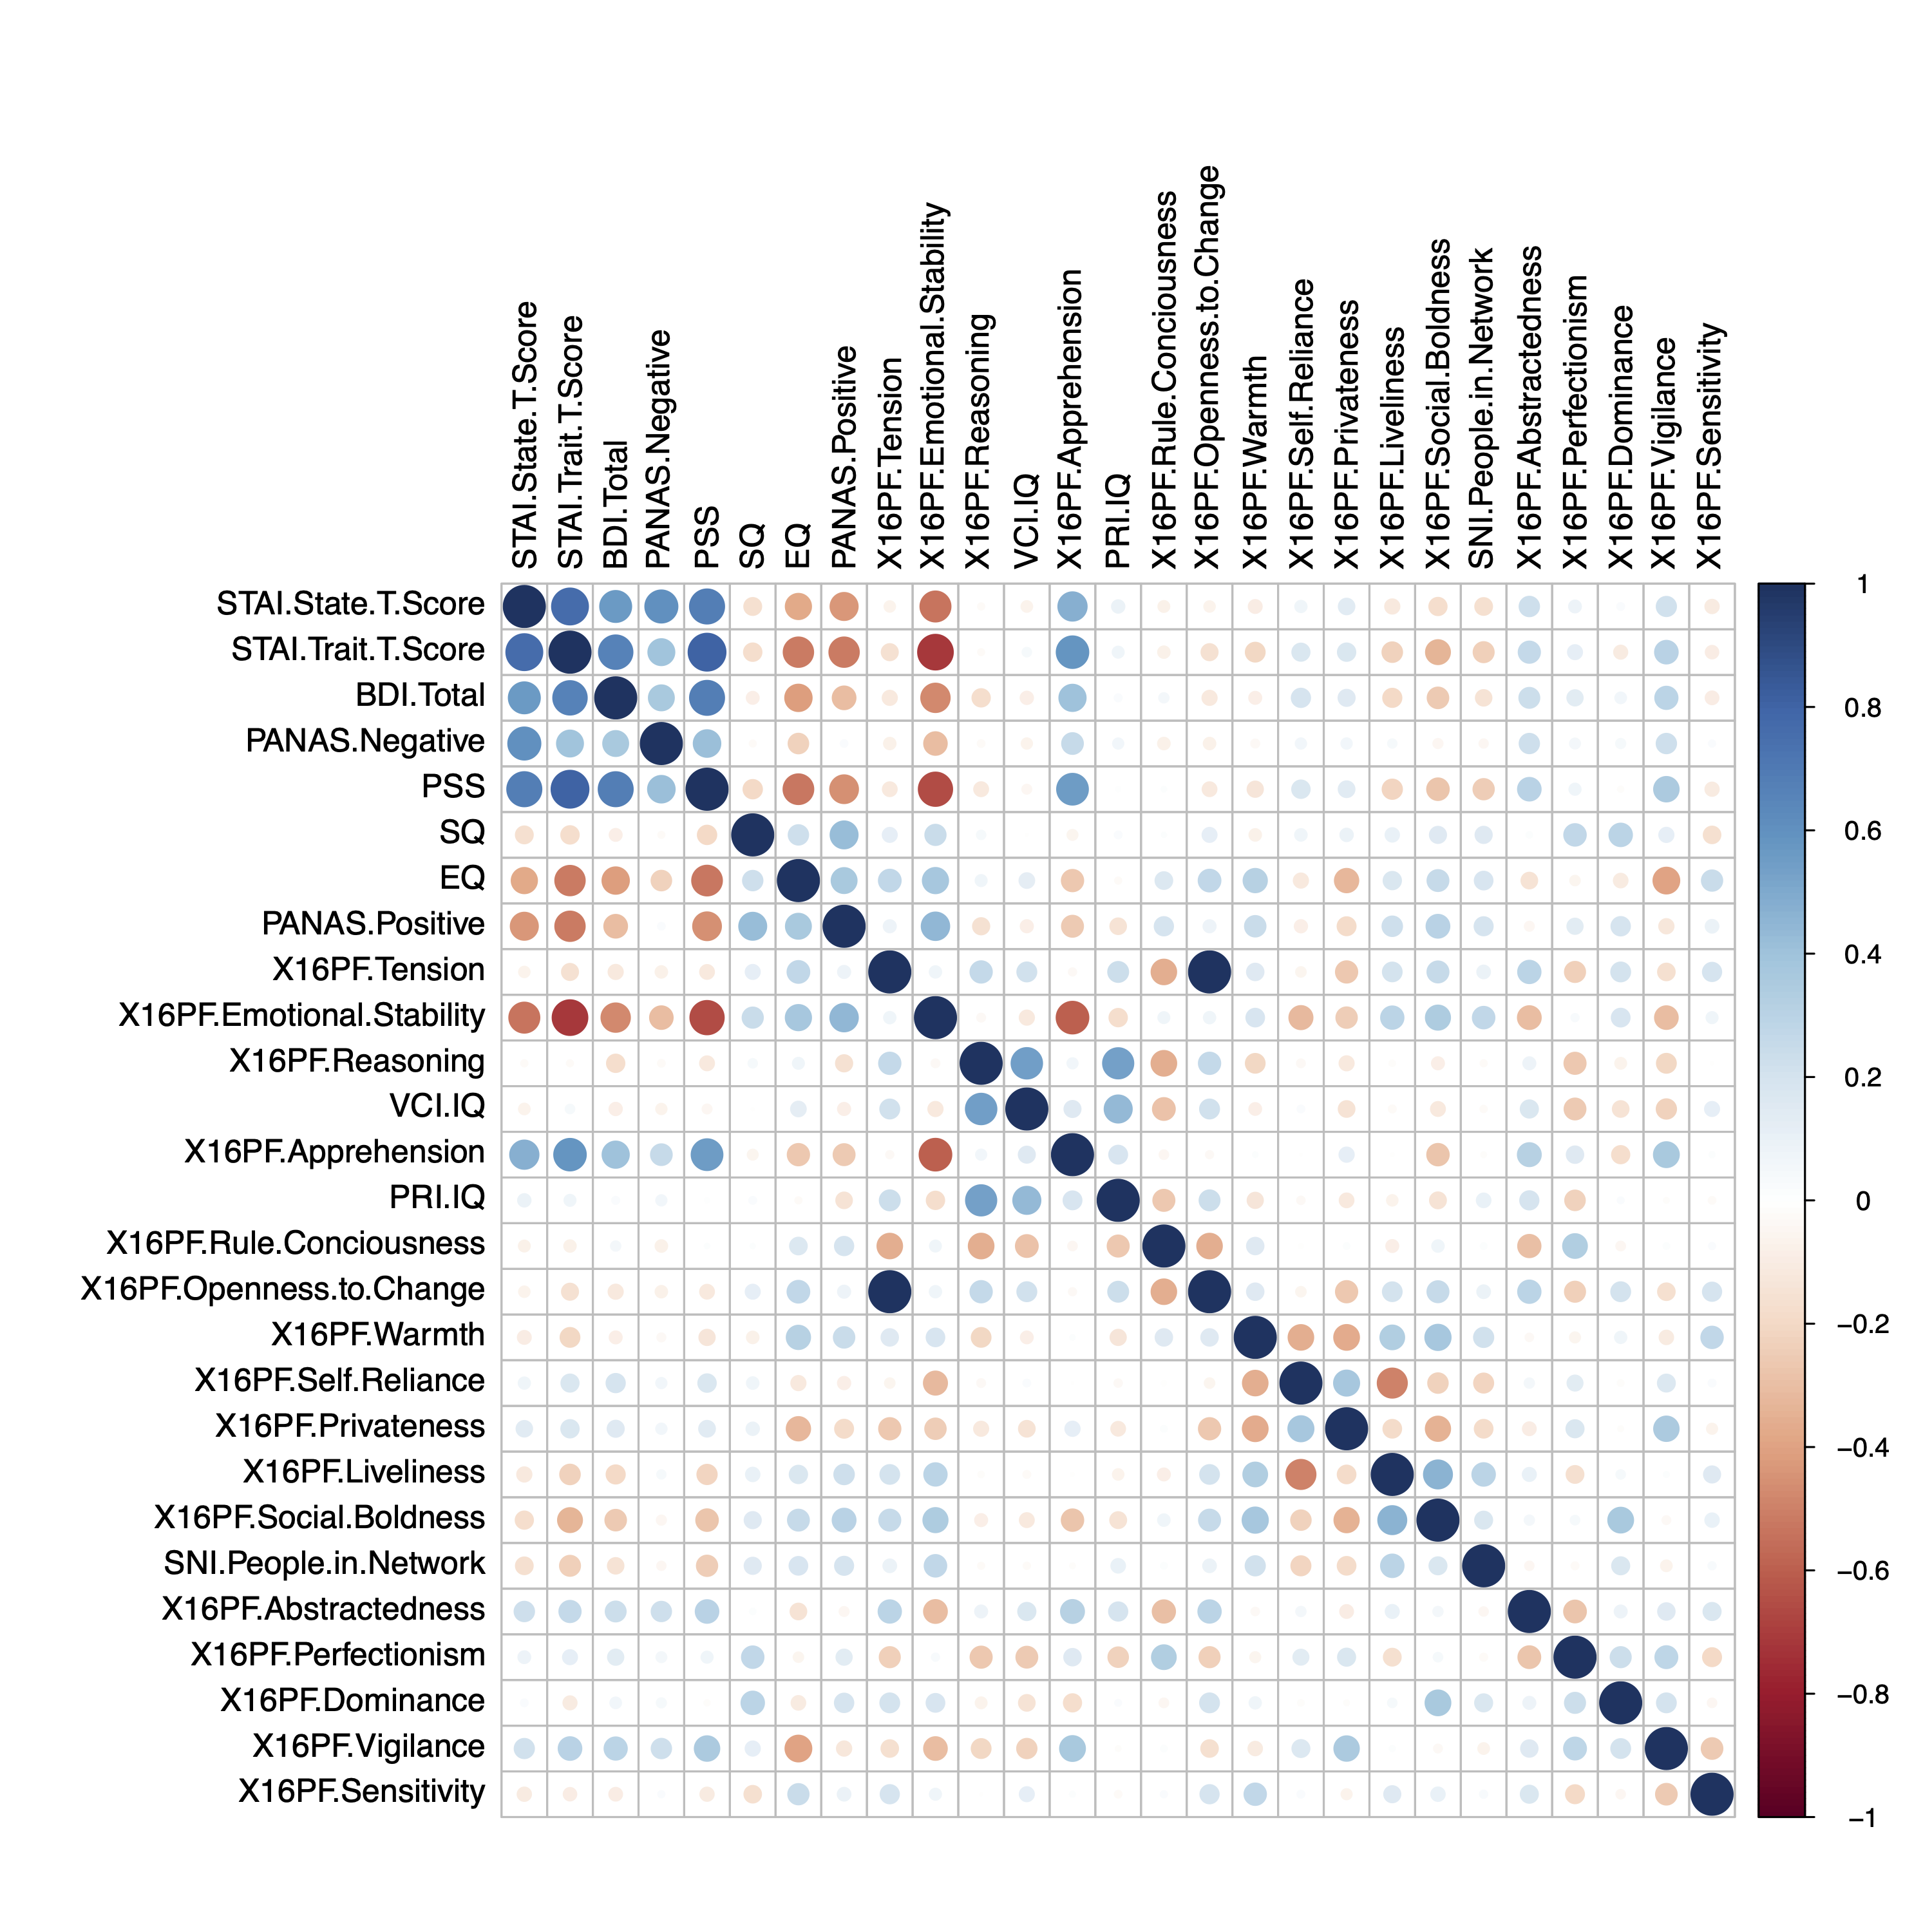 STAI.State.T.Score
STAI.Trait.T.Score
BDI.Total
PANAS.Negative
PSS
SQ
EQ
PANAS.Positive
X16PF.Tension
X16PF.Emotional.Stability
X16PF.Reasoning
VCI.IQ
X16PF.Apprehension
PRI.IQ
X16PF.Rule.Conciousness
X16PF.Openness.to.Change
X16PF.Warmth
X16PF.Self.Reliance
X16PF.Privateness
X16PF.Liveliness
X16PF.Social.Boldness
SNI.People.in.Network
X16PF.Abstractedness
X16PF.Perfectionism
X16PF.Dominance
X16PF.Vigilance
X16PF.Sensitivity
STAI.State.T.Score
STAI.Trait.T.Score
BDI.Total
PANAS.Negative
PSS
SQ
EQ
PANAS.Positive
X16PF.Tension
X16PF.Emotional.Stability
X16PF.Reasoning
VCI.IQ
X16PF.Apprehension
PRI.IQ
X16PF.Rule.Conciousness
X16PF.Openness.to.Change
X16PF.Warmth
X16PF.Self.Reliance
X16PF.Privateness
X16PF.Liveliness
X16PF.Social.Boldness
SNI.People.in.Network
X16PF.Abstractedness
X16PF.Perfectionism
X16PF.Dominance
X16PF.Vigilance
X16PF.Sensitivity
1
0.8
0.6
0.4
0.2
0
−0.2
−0.4
−0.6
−0.8
−1